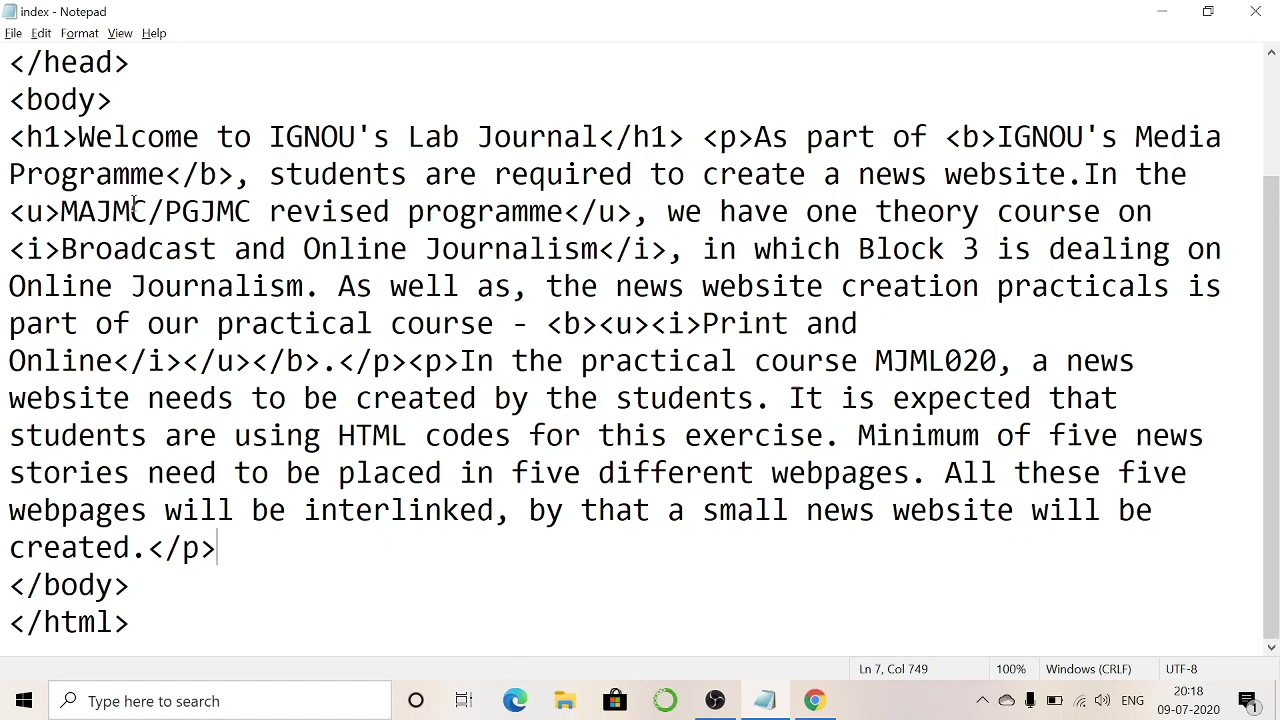 index - Notepad
File Edit Format View Help
</head>
<body>
<h1>Welcome to IGNOU's Lab Journal</h1> <p>As part of <b>IGNOU's Media
Programme</b>, students are required to create a news website.In the
<u>MAJMC/PGJMC revised programme</u>, we have one theory course on
<i>Broadcast and Online Journalism</i>, in which Block 3 is dealing on
Online Journalism. As well as, the news website creation practicals is
part of our practical course - <b><u><i>Print and
Online</i></u></b>.</p><p>In the practical course MJML020, a news
website needs to be created by the students. It is expected that
students are using HTML codes for this exercise. Minimum of five news
stories need to be placed in five different webpages. All these five
webpages will be interlinked, by that a small news website will be
created.</p>
</body>
</html>
Ln 7, Col 749 100% Windows (CRLF) UTF-8
Type here to search ENG 20:18
09-07-2020 1